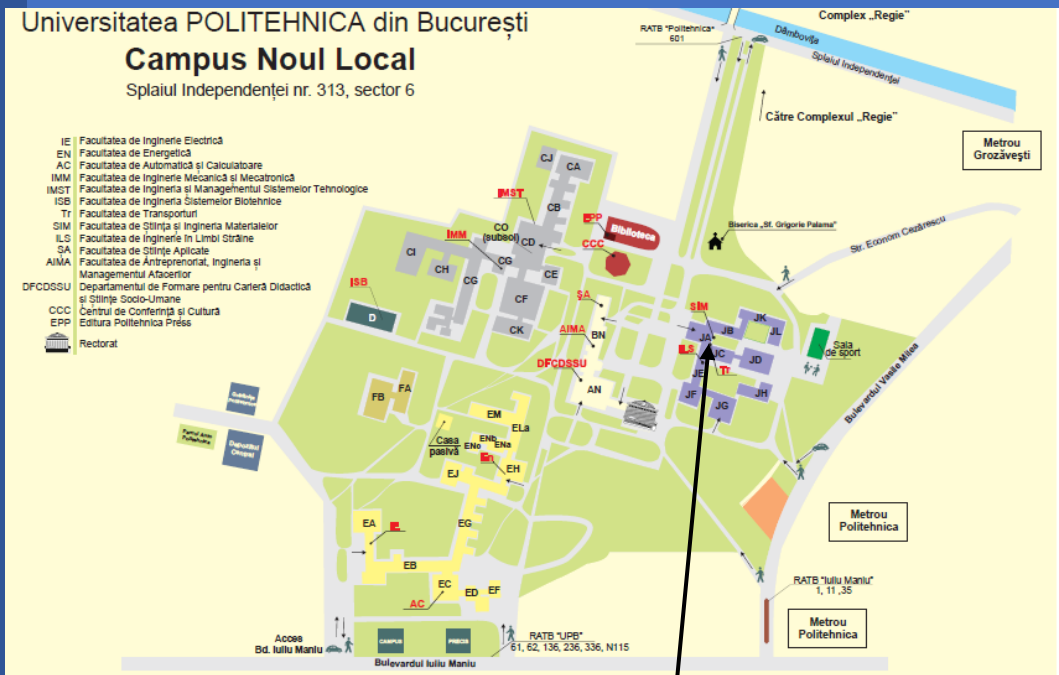 Universitatea POLITEHNICA din București
Campus Noul Local
Splaiul Independenței nr. 313, sector 6
IE Facultatea de Inginerie Electrică
EN Facultatea de Energetică
AC Facultatea de Automatică și Calculatoare
IMM Facultatea de Inginerie Mecanică și Mecatronică
IMST Facultatea de Ingineria și Managementul Sistemelor Tehnologice
ISB Facultatea de Ingineria Sistemelor Biotehnice
Tr Facultatea de Transporturi
SIM Facultatea de Știința și Ingineria Materialelor
ILS Facultatea de Inginerie în Limbi Străine
SA Facultatea de Științe Aplicate
AIMA Facultatea de Antreprenoriat, Ingineria și
Managementul Afacerilor
DFCDSSU Departamentul de Formare pentru Carieră Didactică
și Științe Socio-Umane
CCC Centrul de Conferință și Cultură
EPP Editura Politehnica Press
Rectorat
RATB "Politehnica"
601
Complex „Regie"
Dâmbovița
Splaiul Independenței
Către Complexul „Regie"
Metrou
Grozăvești
Biserica „Sf. Grigorie Palama"
Str. Econom Cezărescu
CJ
CA
IMST
CB
CO
(subsol)
CD
IMM
EPP
Biblioteca
CCC
CI
CH
CG
CG
CE
CF
CK
ISB
D
SA
AIMA
BN
DFCDSSU
AN
SIM
JK
JA
JB
JL
ILS
JC
JD
JE
Tr
JF
JG
JH
Sala
de sport
Bulevardul Vasile Milea
FB
FA
EM
ELa
Casa
pasivă
ENb
ENc
ENa
En
EH
EJ
EA
EG
EB
EC
ED
EF
AC
Metrou
Politehnica
RATB "Iuliu Maniu"
1, 11 ,35
Metrou
Politehnica
Acces
Bd. Iuliu Maniu
CAMPUS
PRECIS
RATB "UPB"
61, 62, 136, 236, 336, N115
Bulevardul Iuliu Maniu